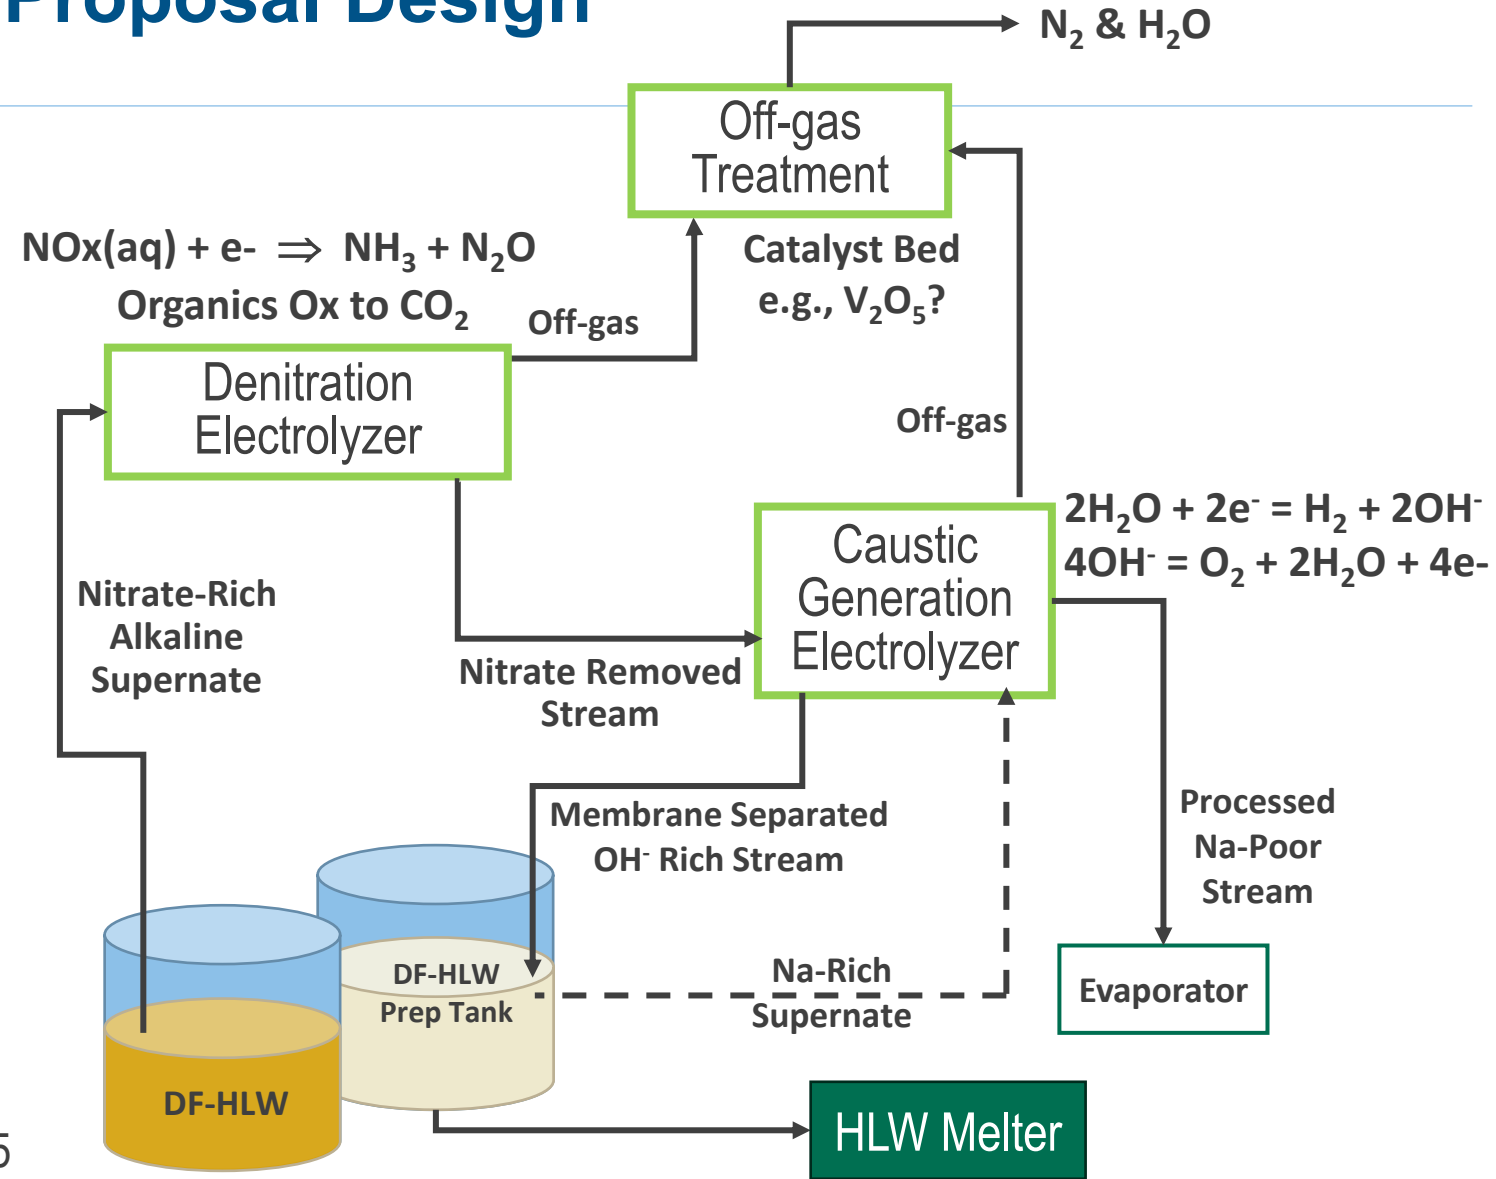 Proposal Design
N₂ & H₂O
Off-gas
Treatment
NOx(aq) + e- ⇒ NH₃ + N₂O
Organics Ox to CO₂
Catalyst Bed
e.g., V₂O₅?
Off-gas
Denitration
Electrolyzer
Off-gas
2H₂O + 2e⁻ = H₂ + 2OH⁻
4OH⁻ = O₂ + 2H₂O + 4e-
Caustic
Generation
Electrolyzer
Nitrate-Rich
Alkaline
Supernate
Nitrate Removed
Stream
Membrane Separated
OH⁻ Rich Stream
Processed
Na-Poor
Stream
DF-HLW
Prep Tank
Na-Rich
Supernate
Evaporator
DF-HLW
HLW Melter
5